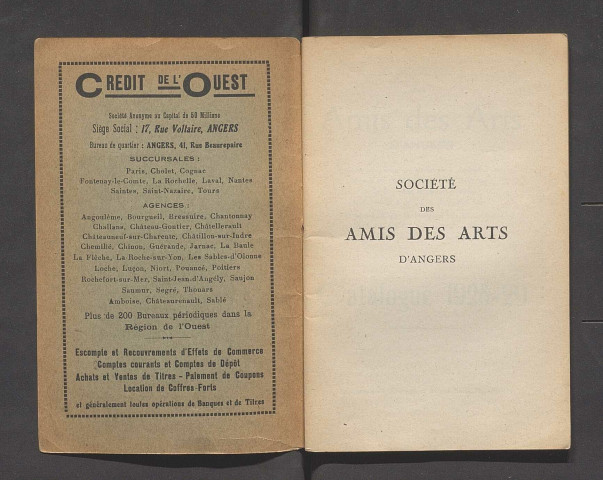 CREDIT DE L'OUEST
Société Anonyme au Capital de 60 Millions
Siège Social : 17, Rue Voltaire, ANGERS
Bureau de quartier : ANGERS, 41, Rue Beaurepaire
SUCCURSALES :
Paris, Cholet, Cognac
Fontenay-le-Comte, La Rochelle, Laval, Nantes
Saintes, Saint-Nazaire, Tours
AGENCES :
Angoulême, Bourgueil, Bressuire, Chantonnay
Challans, Château-Gontier, Châtellerault
Châteauneuf-sur-Charente, Châtillon-sur-Indre
Chemillé, Chinon, Guérande, Jarnac, La Baule
La Flèche, La Roche-sur-Yon, Les Sables-d'Olonne
Loches, Luçon, Niort, Pouancé, Poitiers
Rochefort-sur-Mer, Saint-Jean-d'Angély, Saujon
Saumur, Segré, Thouars
Amboise, Châteaurenault, Sablé
Plus de 200 Bureaux périodiques dans la
Région de l'Ouest
Escompte et Recouvrements d'Effets de Commerce
Comptes courants et Comptes de Dépôt
Achats et Ventes de Titres - Paiement de Coupons
Location de Coffres-Forts
et généralement toutes opérations de Banques et de Titres
SOCIÉTÉ
DES
AMIS DES ARTS
D'ANGERS